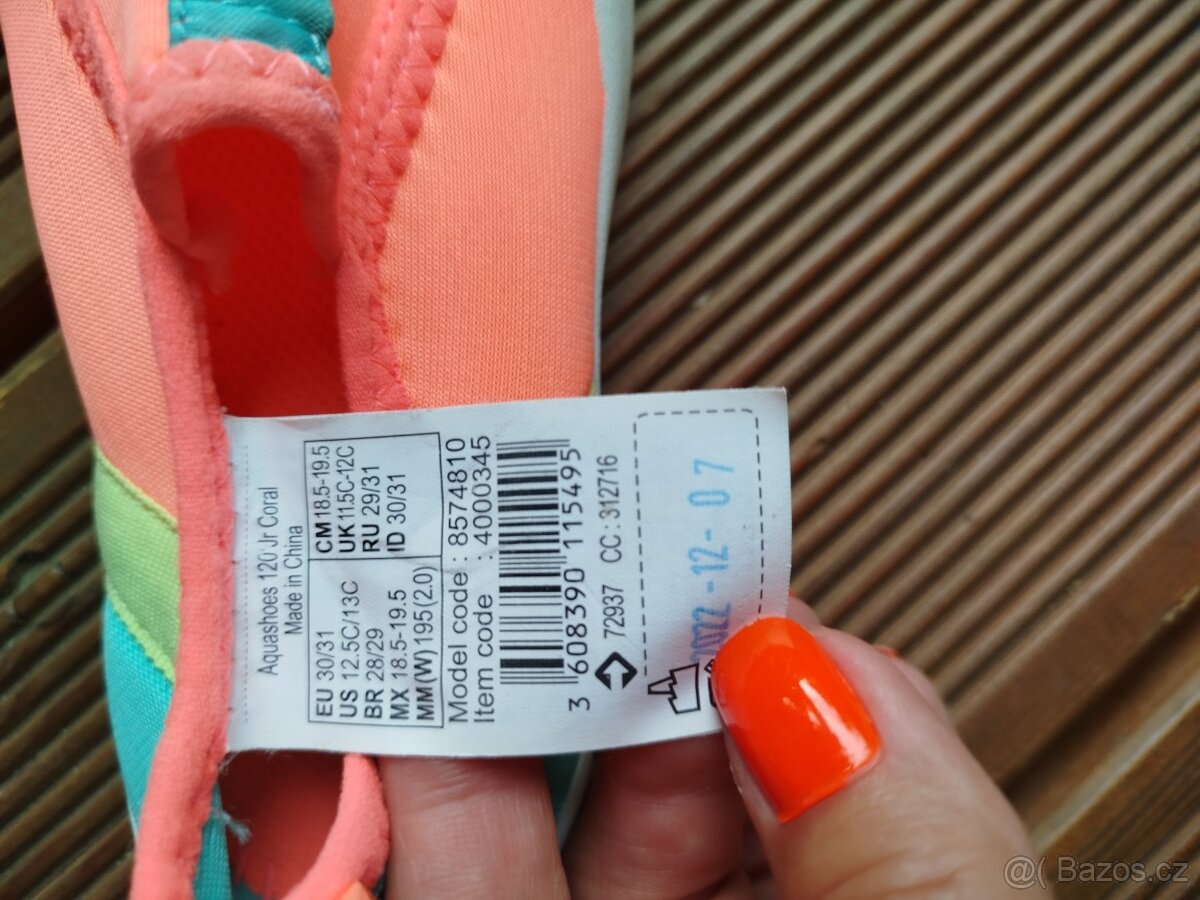 Aquashoes 120 Jr Coral
Made in China
EU 30/31
US 12.5C/13C
BR 28/29
MX 18.5-19.5
MM(W) 195(2.0)
CM 18.5-19.5
UK 11.5C-12C
RU 29/31
ID 30/31
Model code : 8574810
Item code : 4000345
3 608390 115495
72937 CC : 312716
2022 -12- 07
@( Bazos.cz